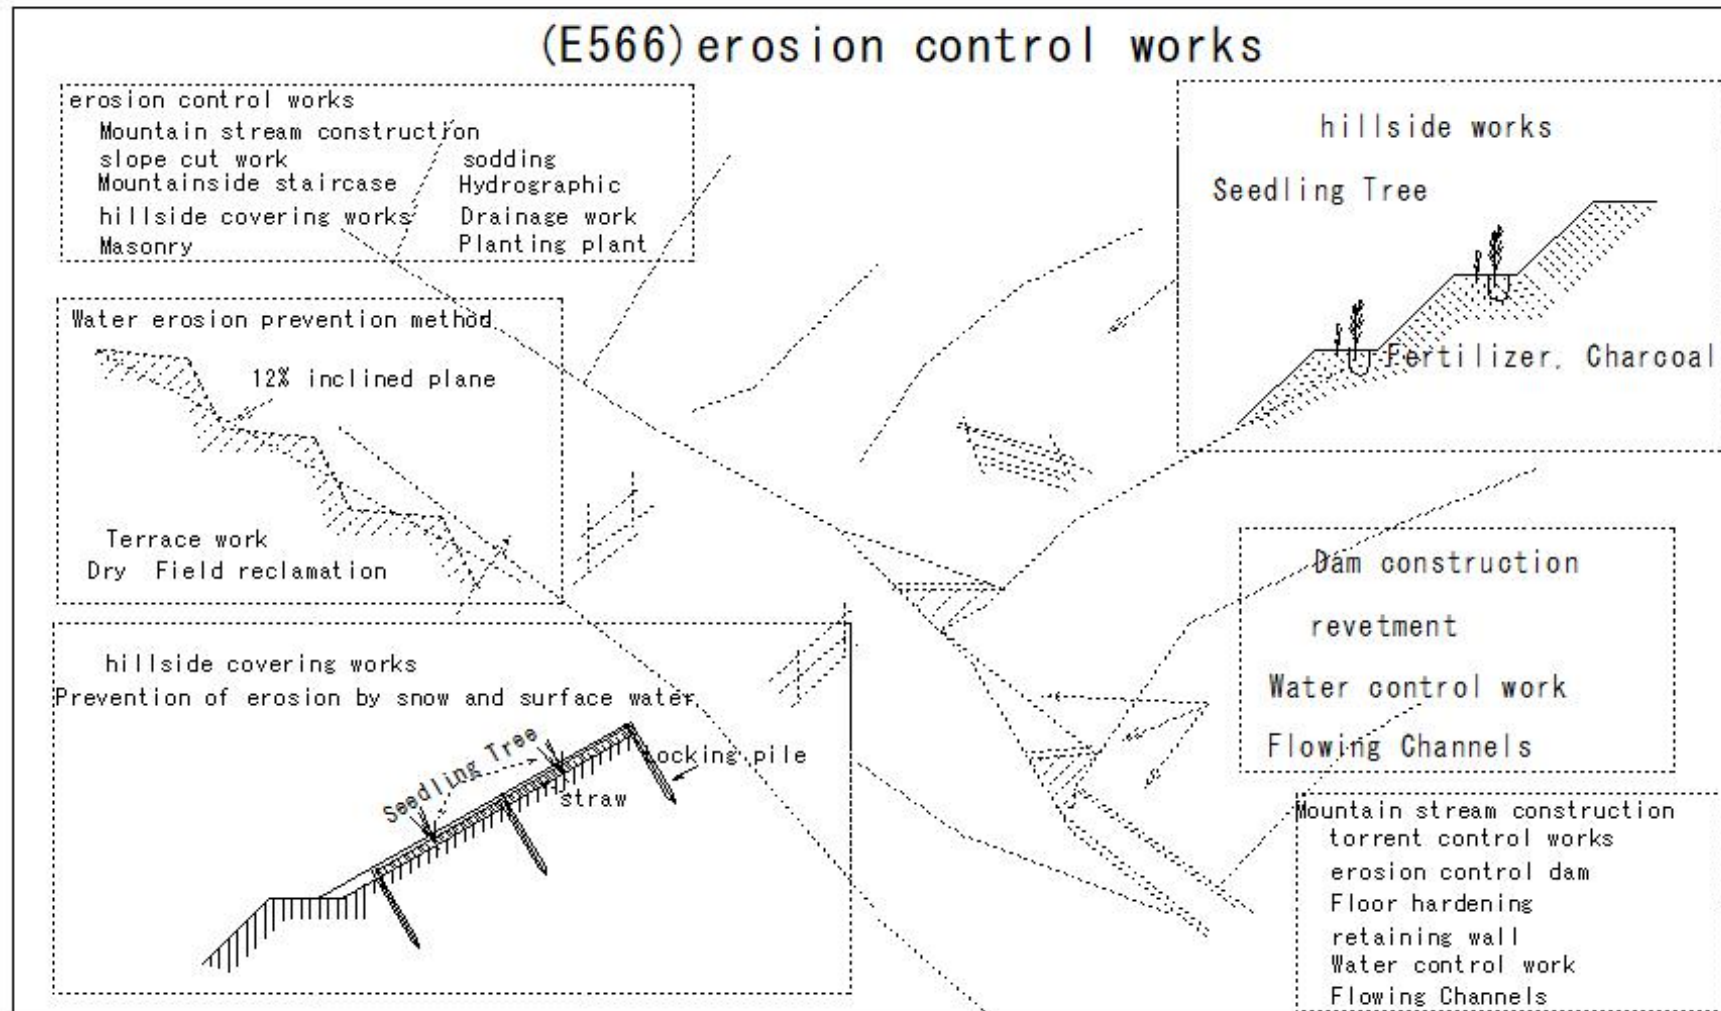 (E566)erosion control works
erosion control works
Mountain stream construction
slope cut work
Mountainside staircase
hillside covering works
Masonry
sodding
Hydrographic
Drainage work
Planting plant
hillside works
Seedling Tree
Fertilizer, Charcoal
Water erosion prevention method
12% inclined plane
Terrace work
Dry Field reclamation
Dam construction
revetment
Water control work
Flowing Channels
hillside covering works
Prevention of erosion by snow and surface water
Seedling Tree
Locking pile
straw
Mountain stream construction
torrent control works
erosion control dam
Floor hardening
retaining wall
Water control work
Flowing Channels